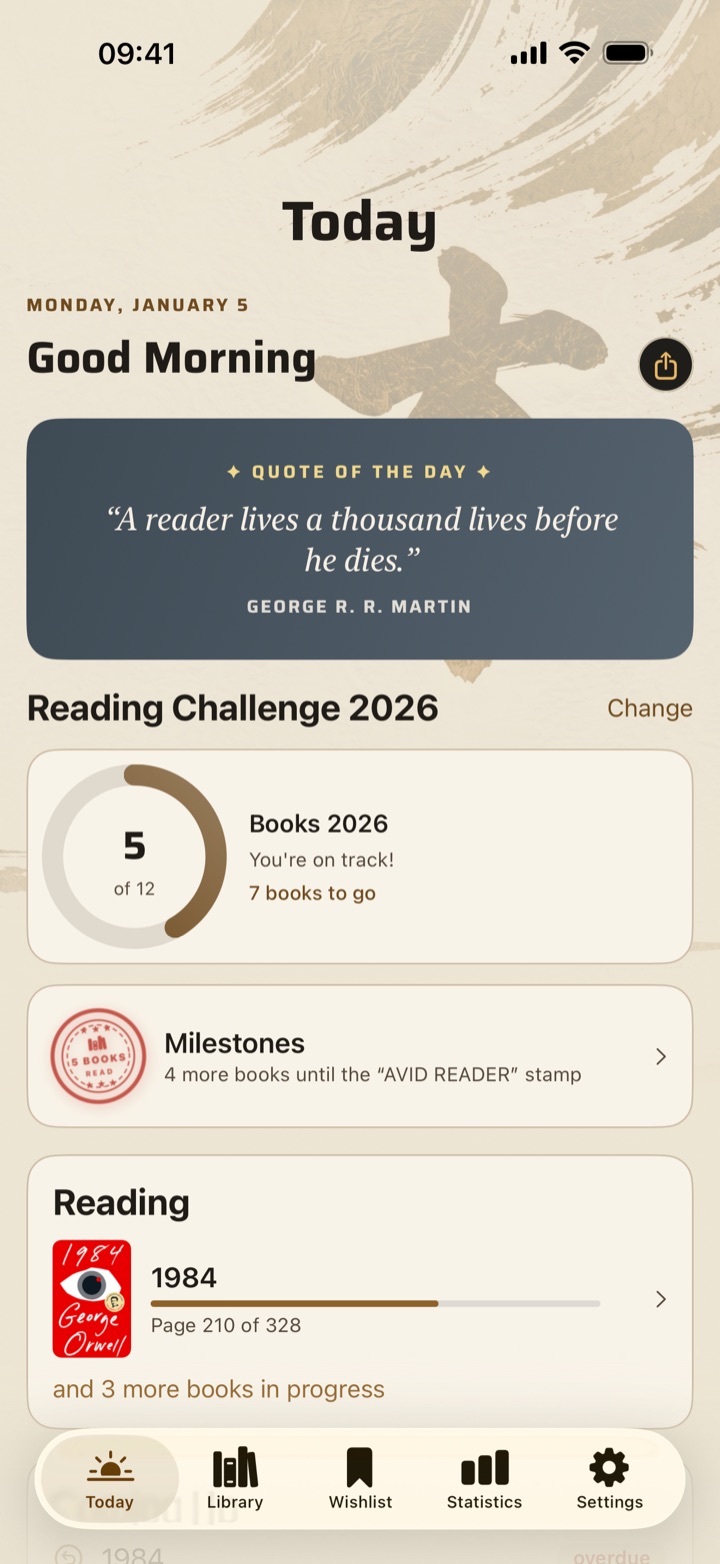 09:41
Today
MONDAY, JANUARY 5
Good Morning
✦ QUOTE OF THE DAY ✦
“A reader lives a thousand lives before
he dies.”
GEORGE R. R. MARTIN
Reading Challenge 2026
Change
5
of 12
Books 2026
You're on track!
7 books to go
5 BOOKS
READ
Milestones
4 more books until the “AVID READER” stamp
Reading
1984
George
Orwell
1984
Page 210 of 328
and 3 more books in progress
Today
Library
Wishlist
Statistics
Settings
1984
overdue